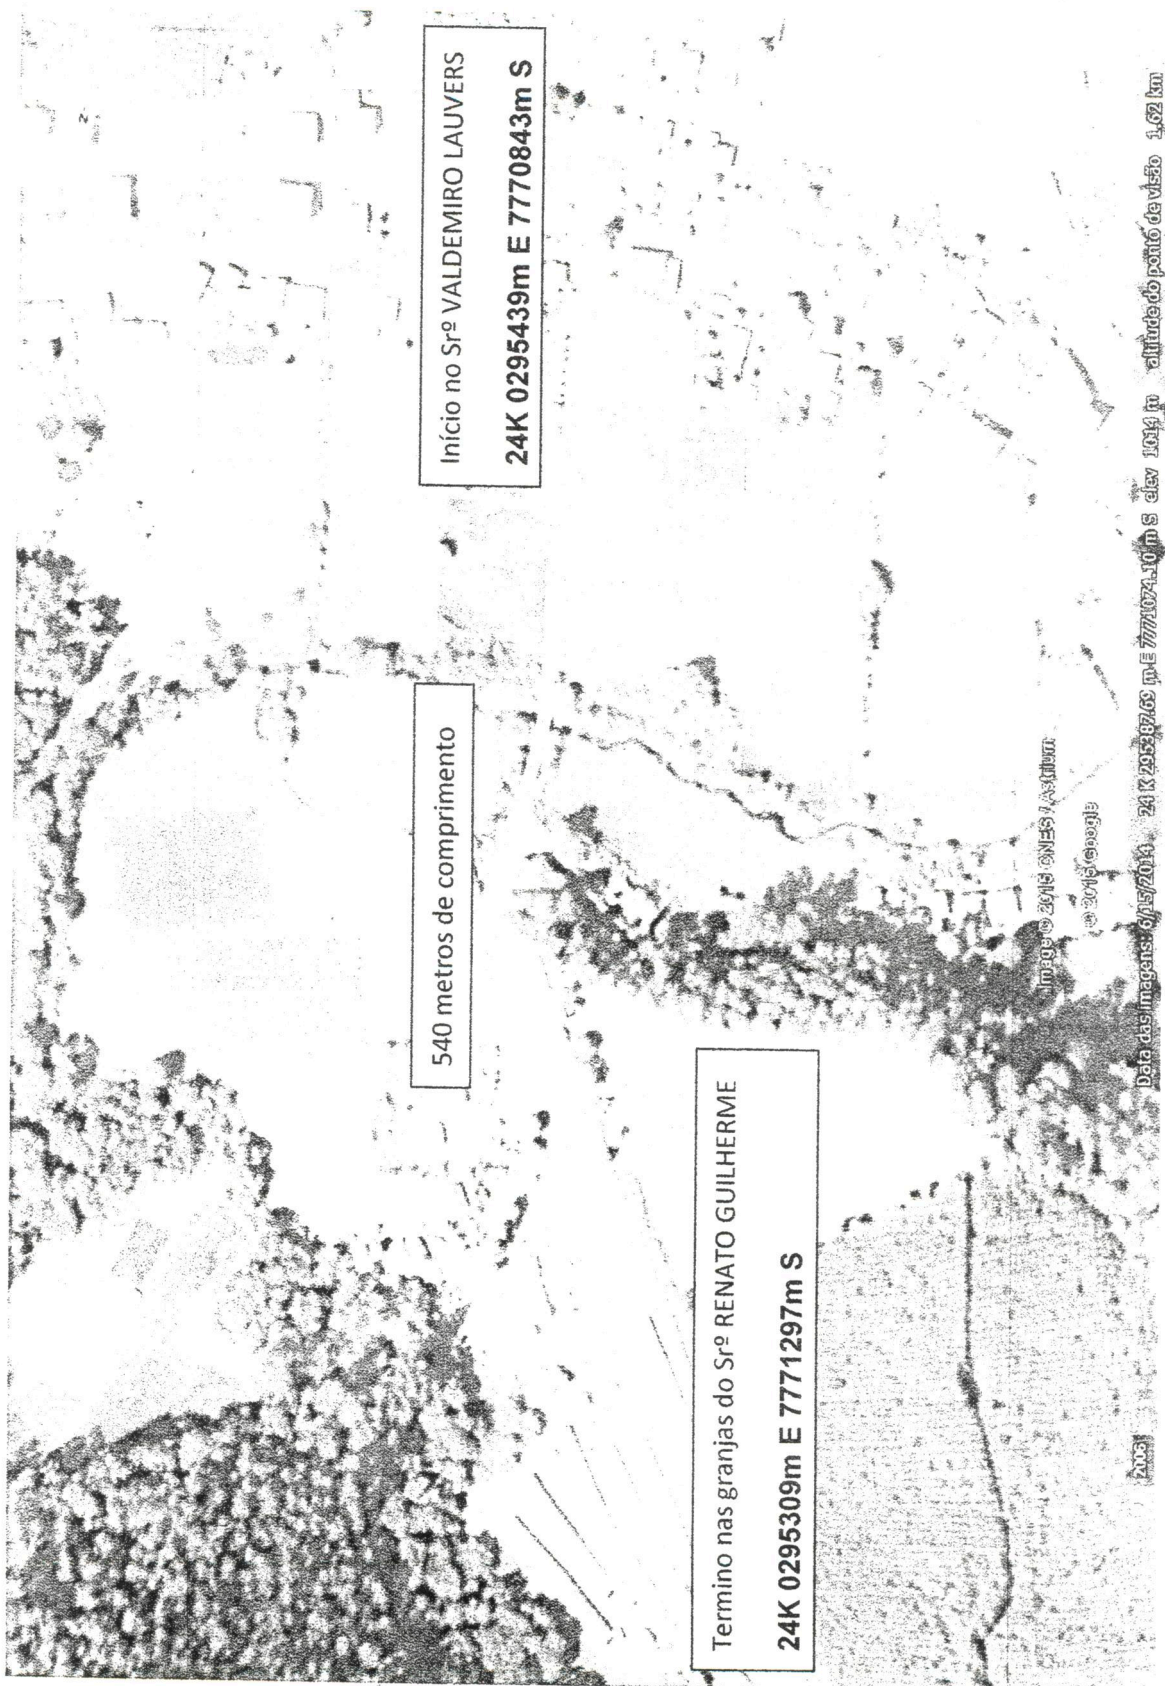 Início no Srº VALDEMIRO LAUVERS
24K 0295439m E 7770843m S
540 metros de comprimento
Termino nas granjas do Srº RENATO GUILHERME
24K 0295309m E 7771297m S
Image © 2015 CNES / Astrium
© 2015 Google
2006
Data das imagens: 6/15/2014 24 K 295387.69 m E 7771074.10 m S elev 1014 m altitude do ponto de visão 1.62 km